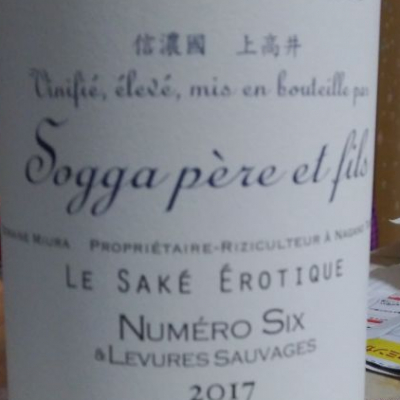 信濃國 上高井
Vinifié, élevé, mis en bouteille par
Sogga père et fils
MIURA PROPRIÉTAIRE-RIZICULTEUR À
LE SAKÉ ÉROTIQUE
NUMÉRO SIX
& LEVURES SAUVAGES
2017